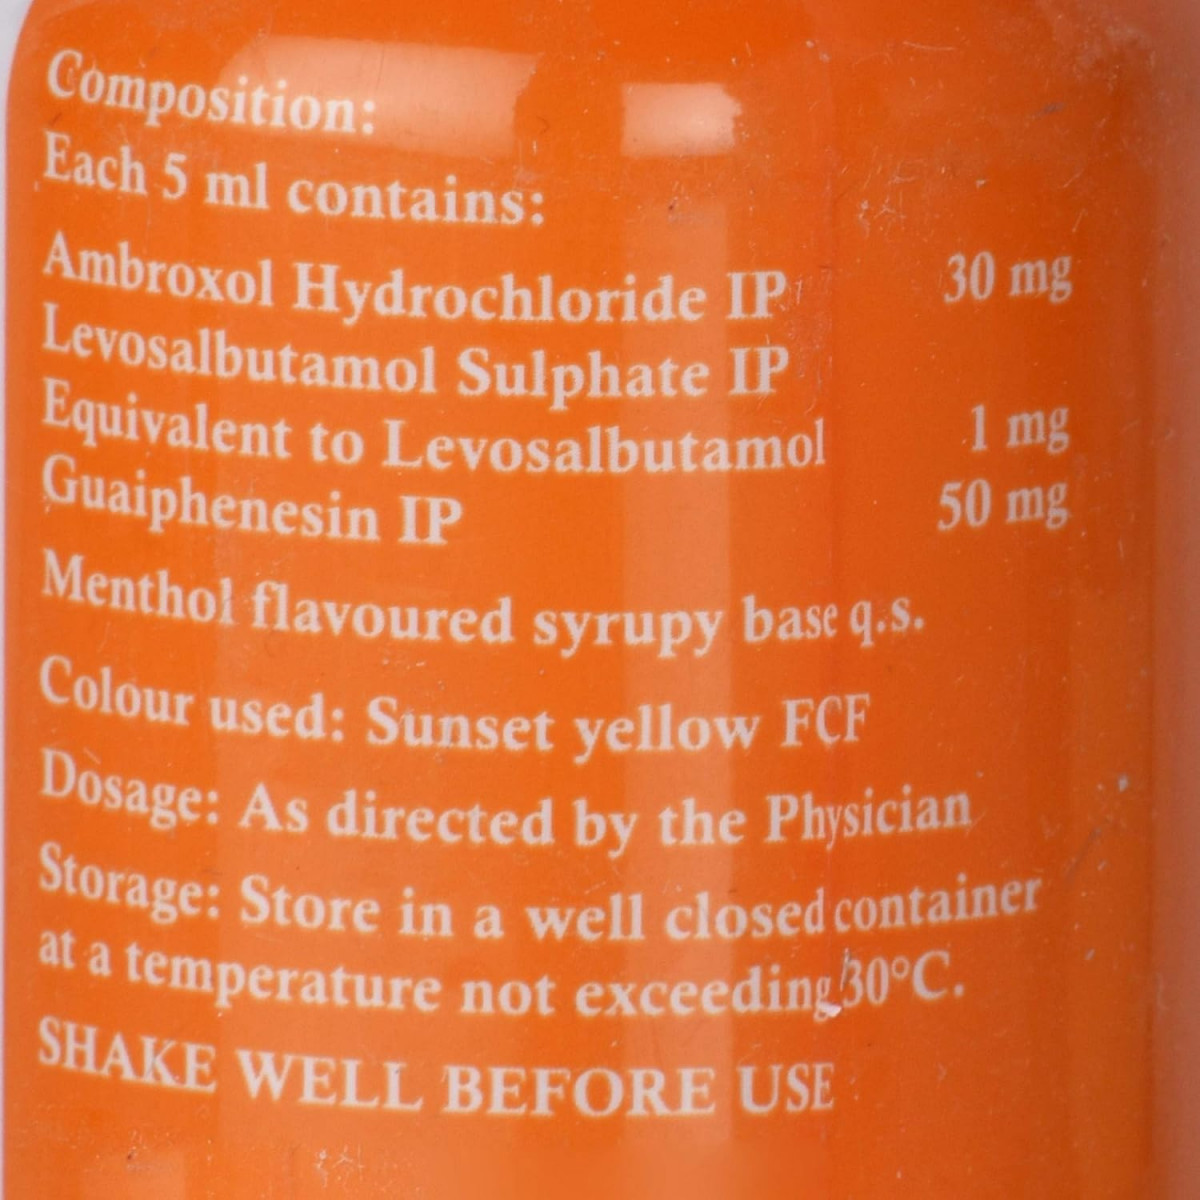 Composition:
Each 5 ml contains:
Ambroxol Hydrochloride IP 30 mg
Levosalbutamol Sulphate IP
Equivalent to Levosalbutamol 1 mg
Guaiphenesin IP 50 mg
Menthol flavoured syrupy base q.s.
Colour used: Sunset yellow FCF
Dosage: As directed by the Physician
Storage: Store in a well closed container
at a temperature not exceeding 30°C.
SHAKE WELL BEFORE USE